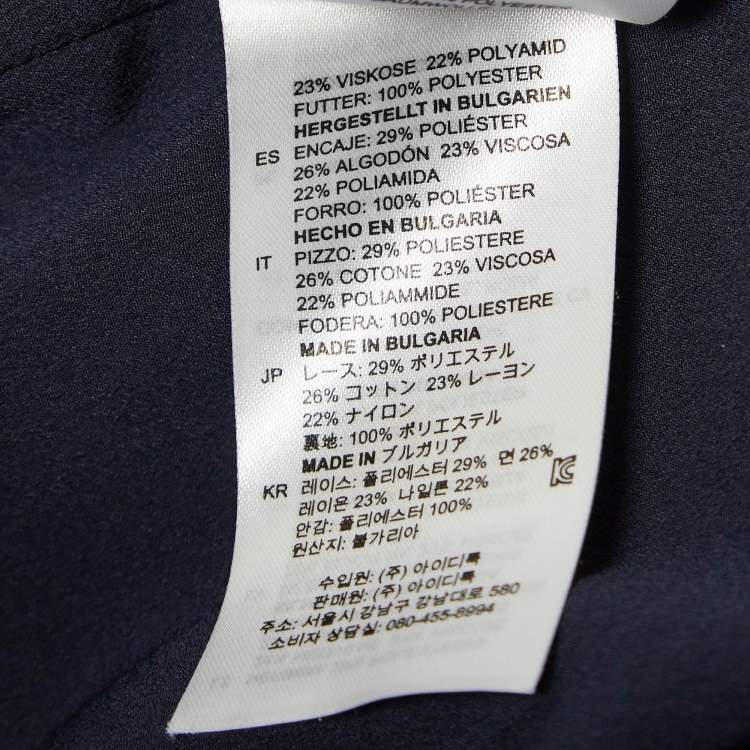 23% VISKOSE 22% POLYAMID
FUTTER: 100% POLYESTER
HERGESTELLT IN BULGARIEN
ES ENCAJE: 29% POLIÉSTER
26% ALGODÓN 23% VISCOSA
22% POLIAMIDA
FORRO: 100% POLIÉSTER
HECHO EN BULGARIA
IT PIZZO: 29% POLIESTERE
26% COTONE 23% VISCOSA
22% POLIAMMIDE
FODERA: 100% POLIESTERE
MADE IN BULGARIA
JP レース: 29% ポリエステル
26% コットン 23% レーヨン
22% ナイロン
裏地: 100% ポリエステル
MADE IN ブルガリア
KR 레이스: 폴리에스터 29% 면 26%
레이온 23% 나일론 22%
안감: 폴리에스터 100%
원산지: 불가리아
수입원: (주) 아이디룩
판매원: (주) 아이디룩
주소: 서울시 강남구 강남대로 580
소비자 상담실: 080-455-8994